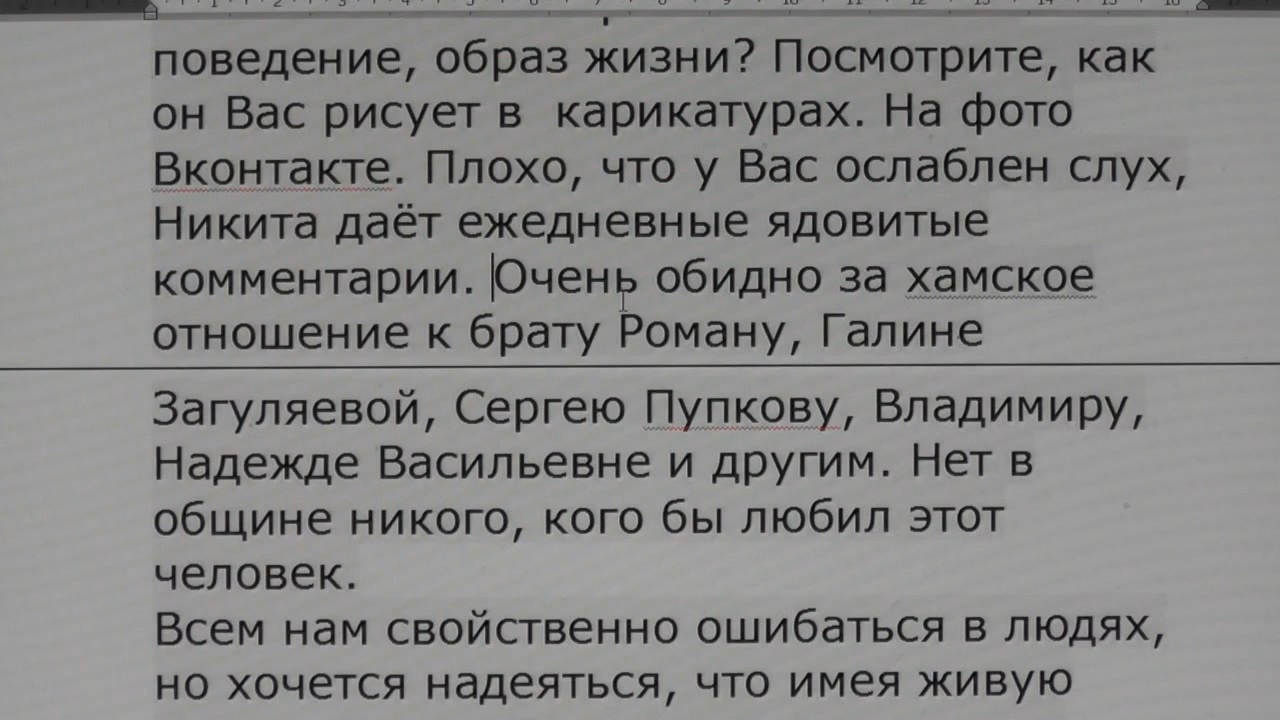 поведение, образ жизни? Посмотрите, как
он Вас рисует в  карикатурах. На фото
Вконтакте. Плохо, что у Вас ослаблен слух,
Никита даёт ежедневные ядовитые
комментарии. Очень обидно за хамское
отношение к брату Роману, Галине
Загуляевой, Сергею Пупкову, Владимиру,
Надежде Васильевне и другим. Нет в
общине никого, кого бы любил этот
человек.
Всем нам свойственно ошибаться в людях,
но хочется надеяться, что имея живую